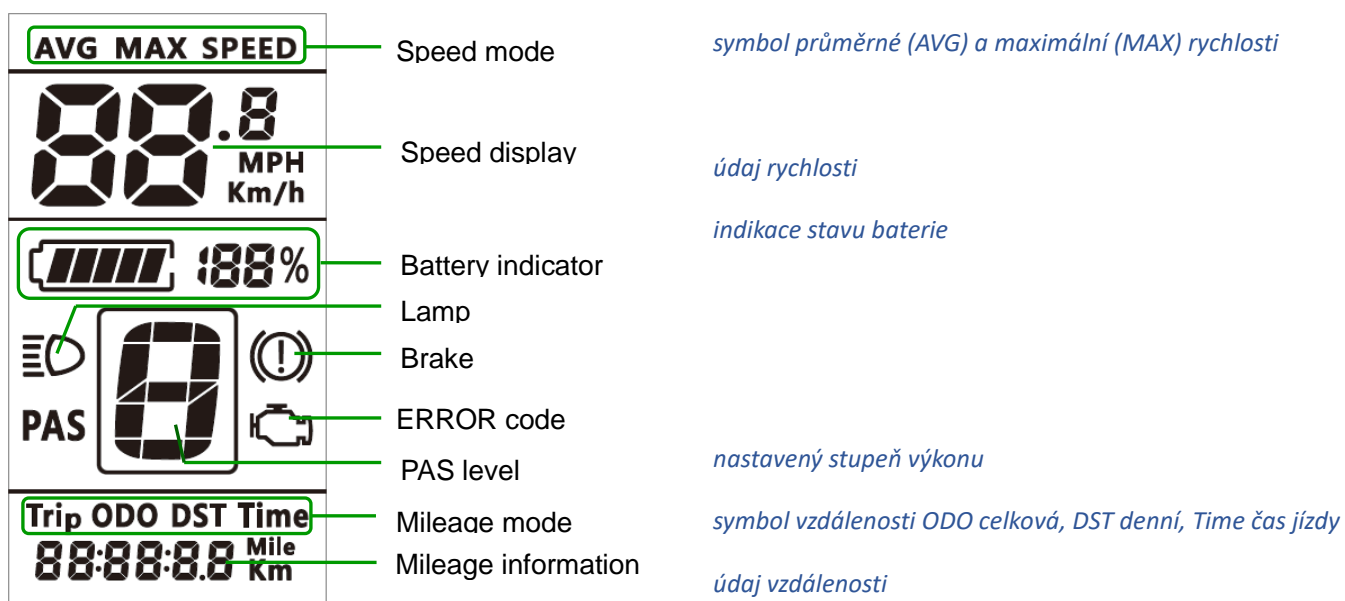 AVG MAX SPEED
Speed mode
symbol průměrné (AVG) a maximální (MAX) rychlosti
88.8
MPH
Km/h
Speed display
údaj rychlosti
indikace stavu baterie
188%
Battery indicator
Lamp
Brake
PAS
8
ERROR code
PAS level
nastavený stupeň výkonu
Trip ODO DST Time
Mileage mode
symbol vzdálenosti ODO celková, DST denní, Time čas jízdy
88:88:8.8 Mile
Km
Mileage information
údaj vzdálenosti